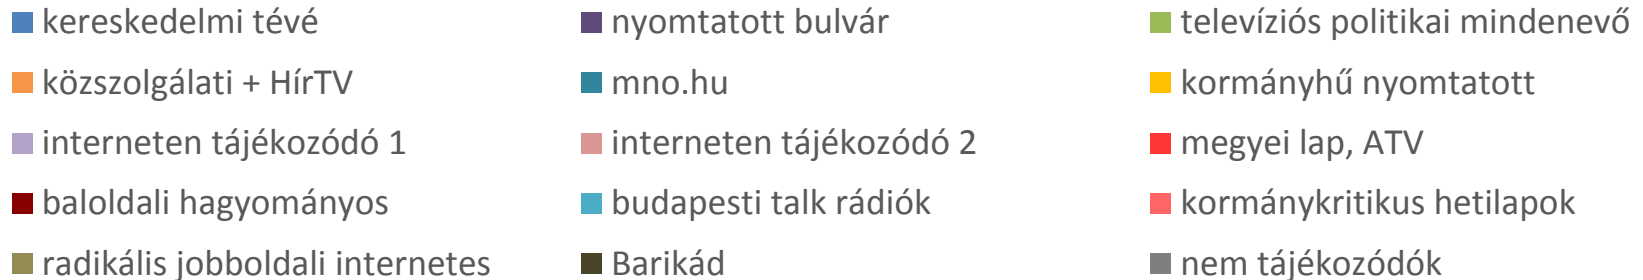 kereskedelmi tévé nyomtatott bulvár televíziós politikai mindenevő
közszolgálati + HírTV mno.hu kormányhű nyomtatott
interneten tájékozódó 1 interneten tájékozódó 2 megyei lap, ATV
baloldali hagyományos budapesti talk rádiók kormánykritikus hetilapok
radikális jobboldali internetes Barikád nem tájékozódók